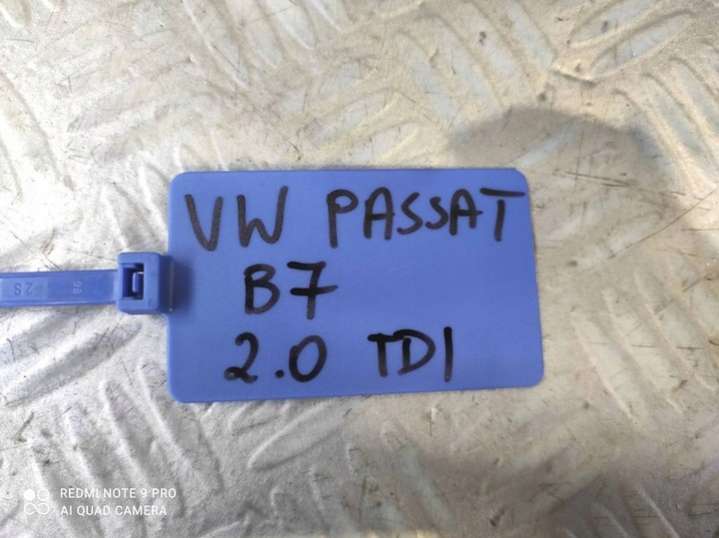 VW PASSAT
B7
2.0 TDI
REDMI NOTE 9 PRO
AI QUAD CAMERA